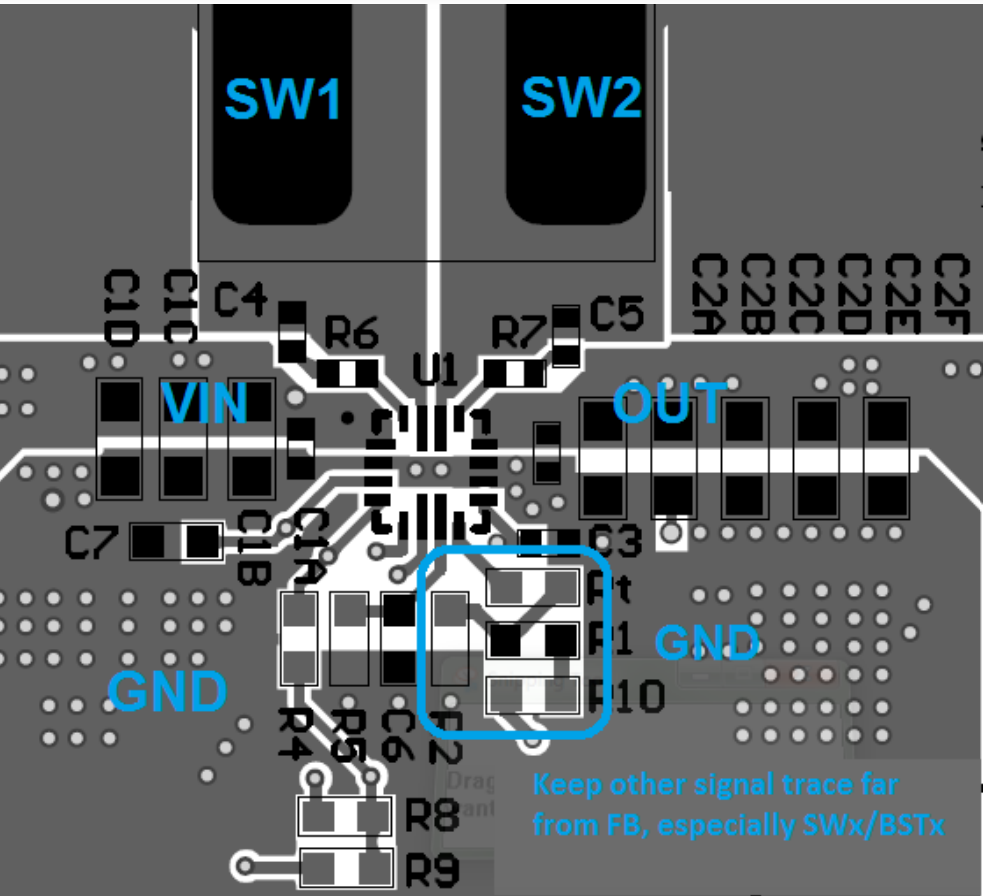 SW1
SW2
C1D
C1C
C4
R6
R7
C5
C2A
C2B
C2C
C2D
C2E
C2F
U1
VIN
OUT
C7
C1B
C1A
C3
Rt
R1
GND
R10
GND
R4
R5
C6
R2
Keep other signal trace far
from FB, especially SWx/BSTx
R8
R9